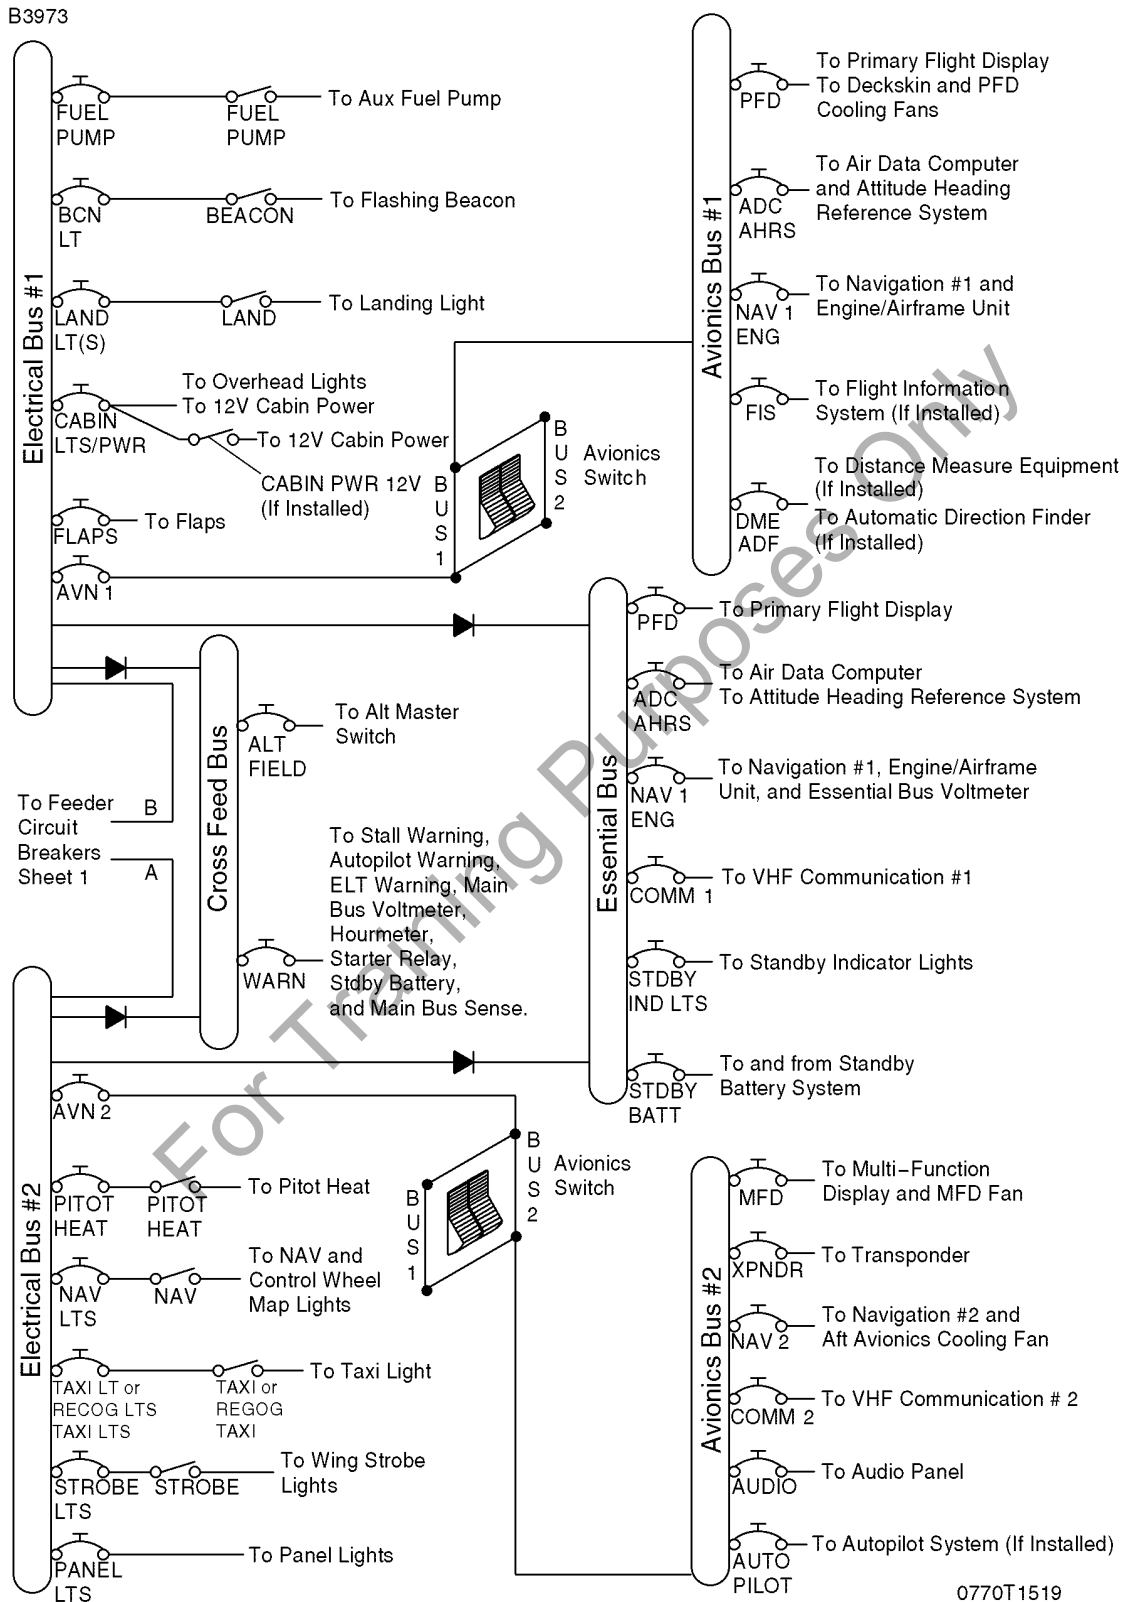 B3973
Electrical Bus #1
FUEL
PUMP
FUEL
PUMP
To Aux Fuel Pump
BCN
LT
BEACON
To Flashing Beacon
LAND
LT(S)
LAND
To Landing Light
CABIN
LTS/PWR
To Overhead Lights
To 12V Cabin Power
To 12V Cabin Power
CABIN PWR 12V
(If Installed)
FLAPS
To Flaps
AVN 1
BUS 1
BUS 2
Avionics
Switch
Avionics Bus #1
PFD
To Primary Flight Display
To Deckskin and PFD
Cooling Fans
ADC
AHRS
To Air Data Computer
and Attitude Heading
Reference System
NAV 1
ENG
To Navigation #1 and
Engine/Airframe Unit
FIS
To Flight Information
System (If Installed)
DME
ADF
To Distance Measure Equipment
(If Installed)
To Automatic Direction Finder
(If Installed)
Cross Feed Bus
ALT
FIELD
To Alt Master
Switch
WARN
To Stall Warning,
Autopilot Warning,
ELT Warning, Main
Bus Voltmeter,
Hourmeter,
Starter Relay,
Stdby Battery,
and Main Bus Sense.
To Feeder
Circuit
Breakers
Sheet 1
B
A
Essential Bus
PFD
To Primary Flight Display
ADC
AHRS
To Air Data Computer
To Attitude Heading Reference System
NAV 1
ENG
To Navigation #1, Engine/Airframe
Unit, and Essential Bus Voltmeter
COMM 1
To VHF Communication #1
STDBY
IND LTS
To Standby Indicator Lights
STDBY
BATT
To and from Standby
Battery System
Electrical Bus #2
AVN 2
BUS 1
BUS 2
Avionics
Switch
PITOT
HEAT
PITOT
HEAT
To Pitot Heat
NAV
LTS
NAV
To NAV and
Control Wheel
Map Lights
TAXI LT or
RECOG LTS
TAXI LTS
TAXI or
REGOG
TAXI
To Taxi Light
STROBE
LTS
STROBE
To Wing Strobe
Lights
PANEL
LTS
To Panel Lights
Avionics Bus #2
MFD
To Multi-Function
Display and MFD Fan
XPNDR
To Transponder
NAV 2
To Navigation #2 and
Aft Avionics Cooling Fan
COMM 2
To VHF Communication # 2
AUDIO
To Audio Panel
AUTO
PILOT
To Autopilot System (If Installed)
0770T1519
For Training Purposes Only